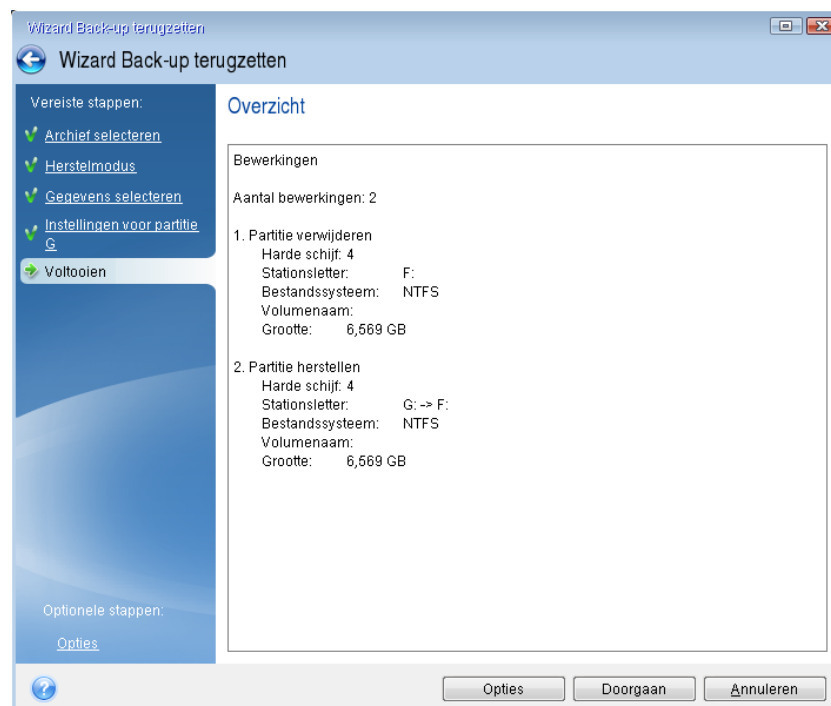 Wizard Back-up terugzetten
Wizard Back-up terugzetten
Vereiste stappen:
Archief selecteren
Herstelmodus
Gegevens selecteren
Instellingen voor partitie
G
Voltooien
Optionele stappen:
Opties
Overzicht
Bewerkingen
Aantal bewerkingen: 2
1. Partitie verwijderen
Harde schijf: 4
Stationsletter: F:
Bestandssysteem: NTFS
Volumenaam:
Grootte: 6,569 GB
2. Partitie herstellen
Harde schijf: 4
Stationsletter: G: -> F:
Bestandssysteem: NTFS
Volumenaam:
Grootte: 6,569 GB
Opties Doorgaan Annuleren